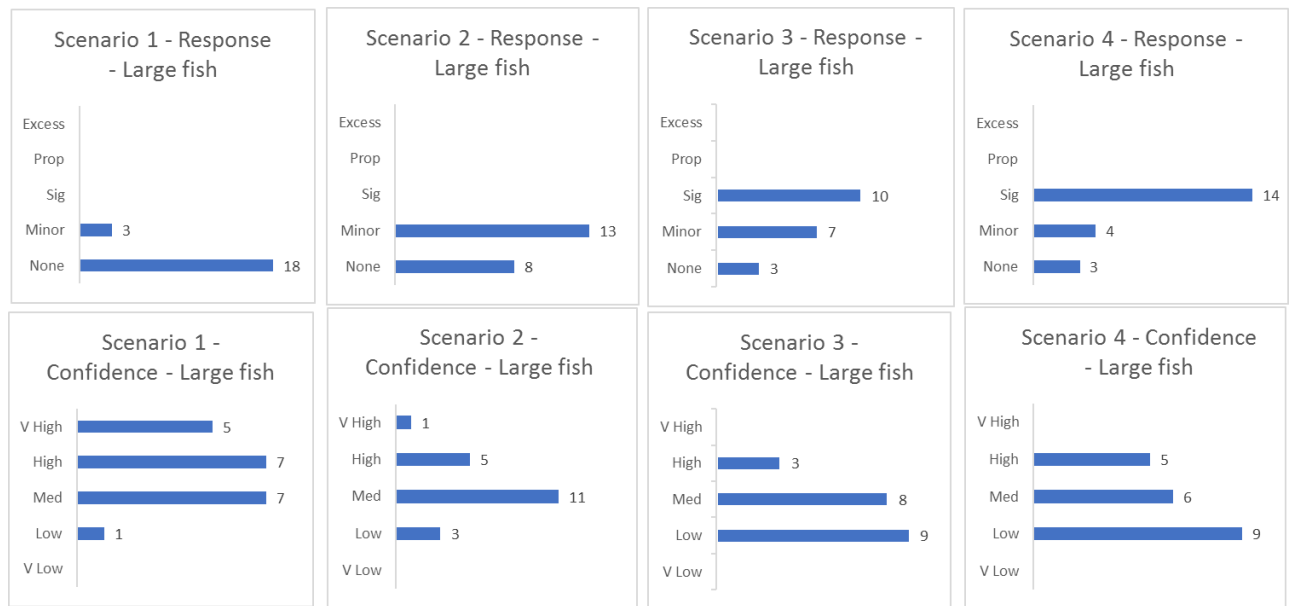 Scenario 1 - Response
- Large fish
Excess
Prop
Sig
Minor
3
None
18
Scenario 2 - Response -
Large fish
Excess
Prop
Sig
Minor
13
None
8
Scenario 3 - Response -
Large fish
Excess
Prop
Sig
10
Minor
7
None
3
Scenario 4 - Response -
Large fish
Excess
Prop
Sig
14
Minor
4
None
3
Scenario 1 -
Confidence - Large fish
V High
5
High
7
Med
7
Low
1
V Low
Scenario 2 -
Confidence - Large fish
V High
1
High
5
Med
11
Low
3
V Low
Scenario 3 -
Confidence - Large fish
V High
High
3
Med
8
Low
9
V Low
Scenario 4 - Confidence
- Large fish
V High
High
5
Med
6
Low
9
V Low